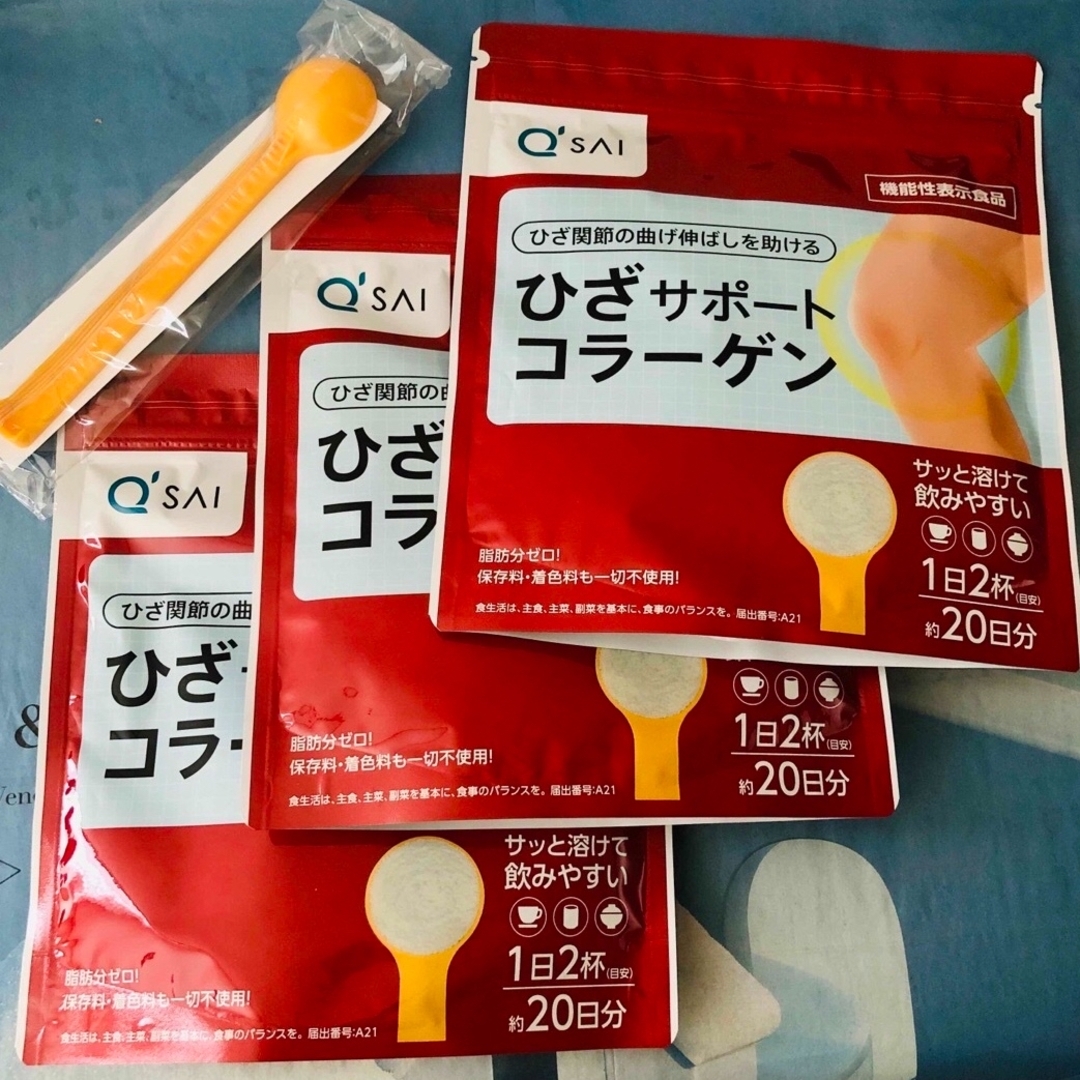 Q'SAI
機能性表示食品
ひざ関節の曲げ伸ばしを助ける
ひざサポート
コラーゲン
サッと溶けて
飲みやすい
1日2杯(目安)
約20日分
脂肪分ゼロ!
保存料・着色料も一切不使用!
食生活は、主食、主菜、副菜を基本に、食事のバランスを。届出番号:A21
Q'SAI
ひざ関節の
ひざ
コラ
1日2杯(目安)
約20日分
脂肪分ゼロ!
保存料・着色料も一切不使用!
食生活は、主食、主菜、副菜を基本に、食事のバランスを。届出番号:A21
Q'SAI
ひざ関節の曲
ひざ
コラー
サッと溶けて
飲みやすい
1日2杯(目安)
約20日分
脂肪分ゼロ!
保存料・着色料も一切不使用!
食生活は、主食、主菜、副菜を基本に、食事のバランスを。届出番号:A21
&